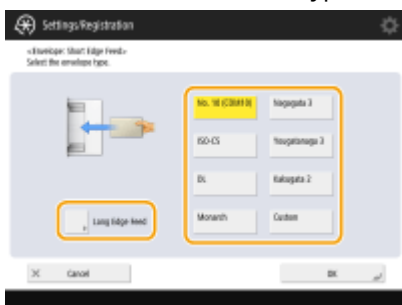 Settings/Registration
<Envelope: Short Edge Feed>
Select the envelope type.
No. 10 (COM10)
Nagagata 3
ISO-C5
Yougatanaga 3
DL
Kakugata 2
Long Edge Feed
Monarch
Custom
Cancel
OK